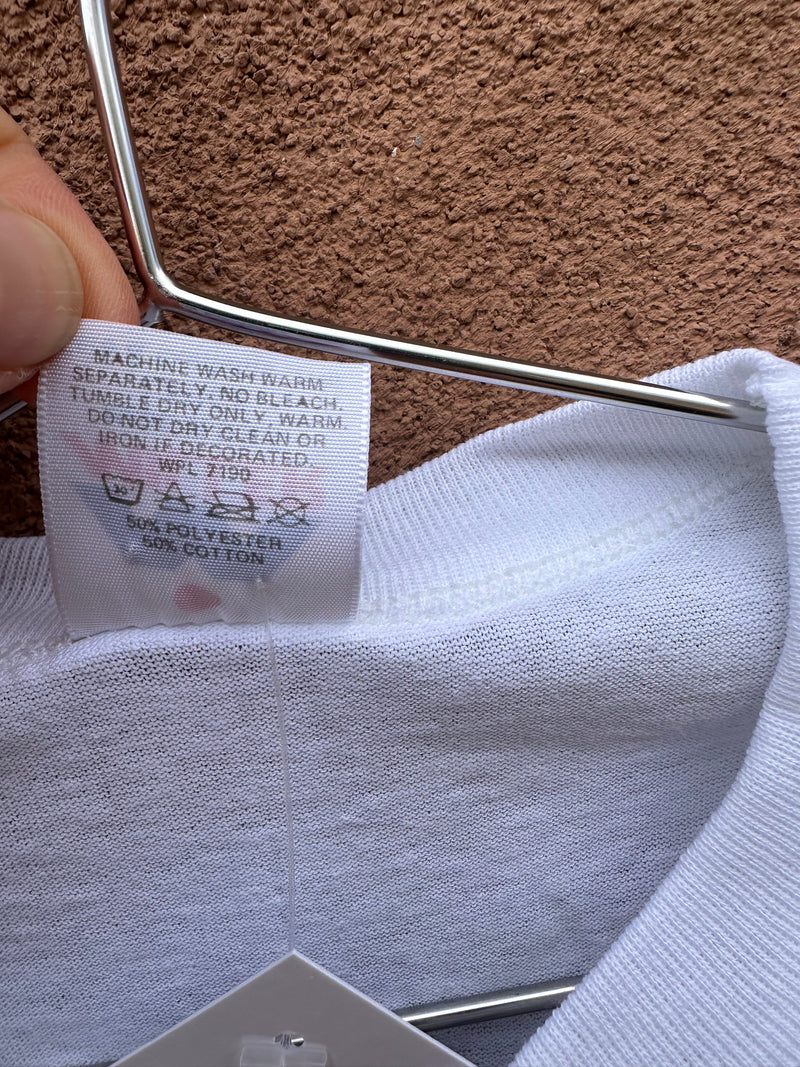 MACHINE WASH WARM
SEPARATELY. NO BLEACH.
TUMBLE DRY ONLY, WARM
DO NOT DRY CLEAN OR
IRON IF DECORATED.
WPL 7190
50% POLYESTER
50% COTTON